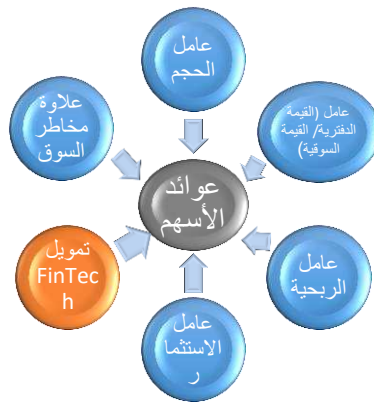 عامل
الحجم
علاوة
مخاطر
السوق
عامل (القيمة
الدفترية/ القيمة
السوقية)
عوائد
الأسهم
تمويل
FinTec
h
عامل
الربحية
عامل
الاستثما
ر